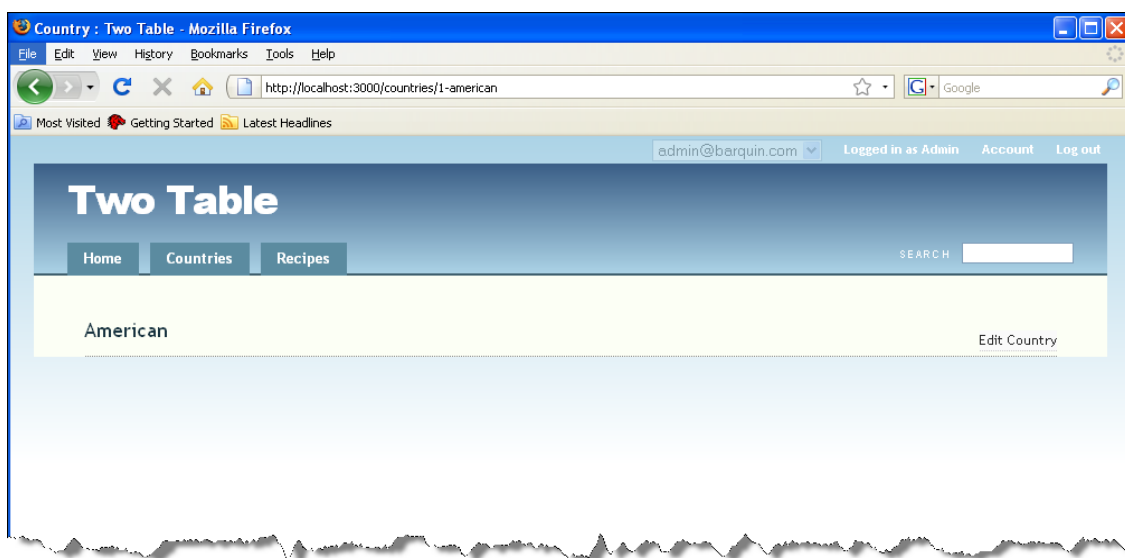 Country : Two Table - Mozilla Firefox
File Edit View History Bookmarks Tools Help
http://localhost:3000/countries/1-american
G Google
Most Visited Getting Started Latest Headlines
admin@barquin.com Logged in as Admin Account Log out
Two Table
Home Countries Recipes
SEARCH
American
Edit Country